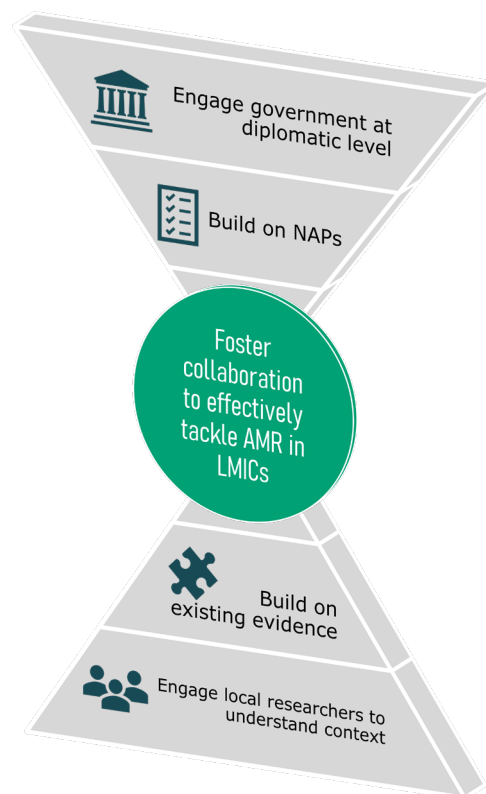 Engage government at
diplomatic level
Build on NAPs
Foster
collaboration
to effectively
tackle AMR in
LMICs
Build on
existing evidence
Engage local researchers to
understand context